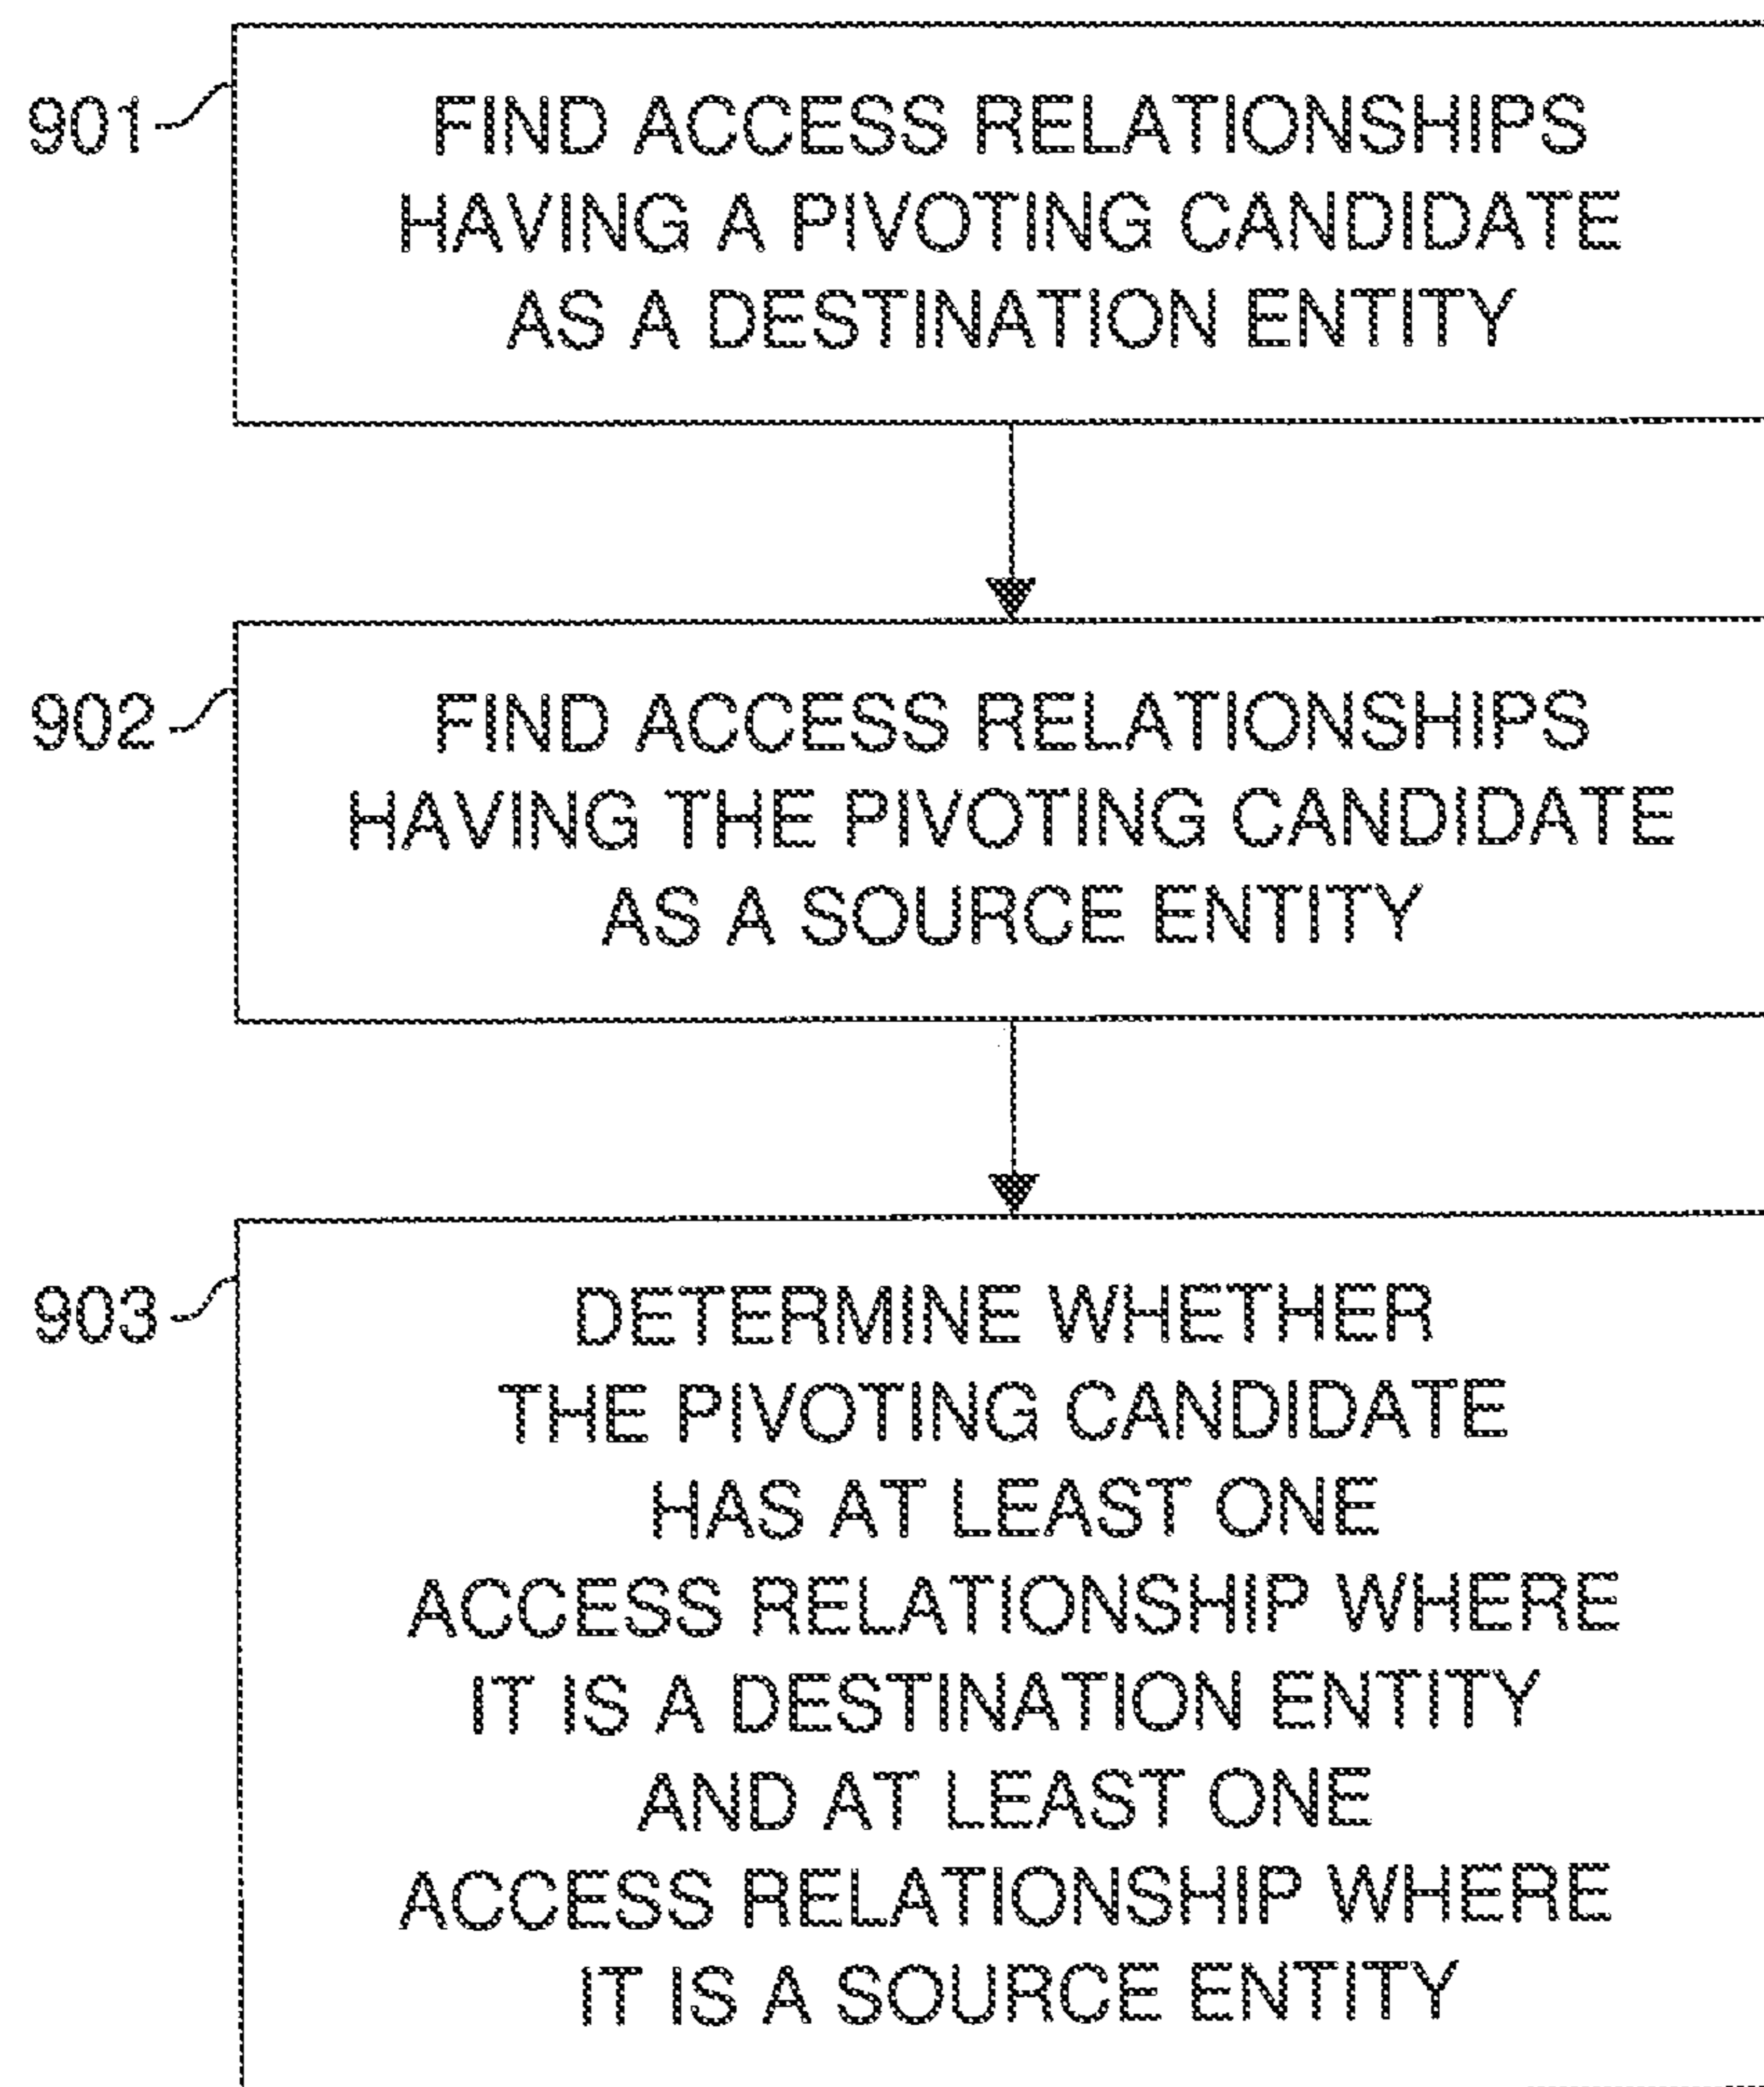 901
FIND ACCESS RELATIONSHIPS
HAVING A PIVOTING CANDIDATE
AS A DESTINATION ENTITY
902
FIND ACCESS RELATIONSHIPS
HAVING THE PIVOTING CANDIDATE
AS A SOURCE ENTITY
903
DETERMINE WHETHER
THE PIVOTING CANDIDATE
HAS AT LEAST ONE
ACCESS RELATIONSHIP WHERE
IT IS A DESTINATION ENTITY
AND AT LEAST ONE
ACCESS RELATIONSHIP WHERE
IT IS A SOURCE ENTITY